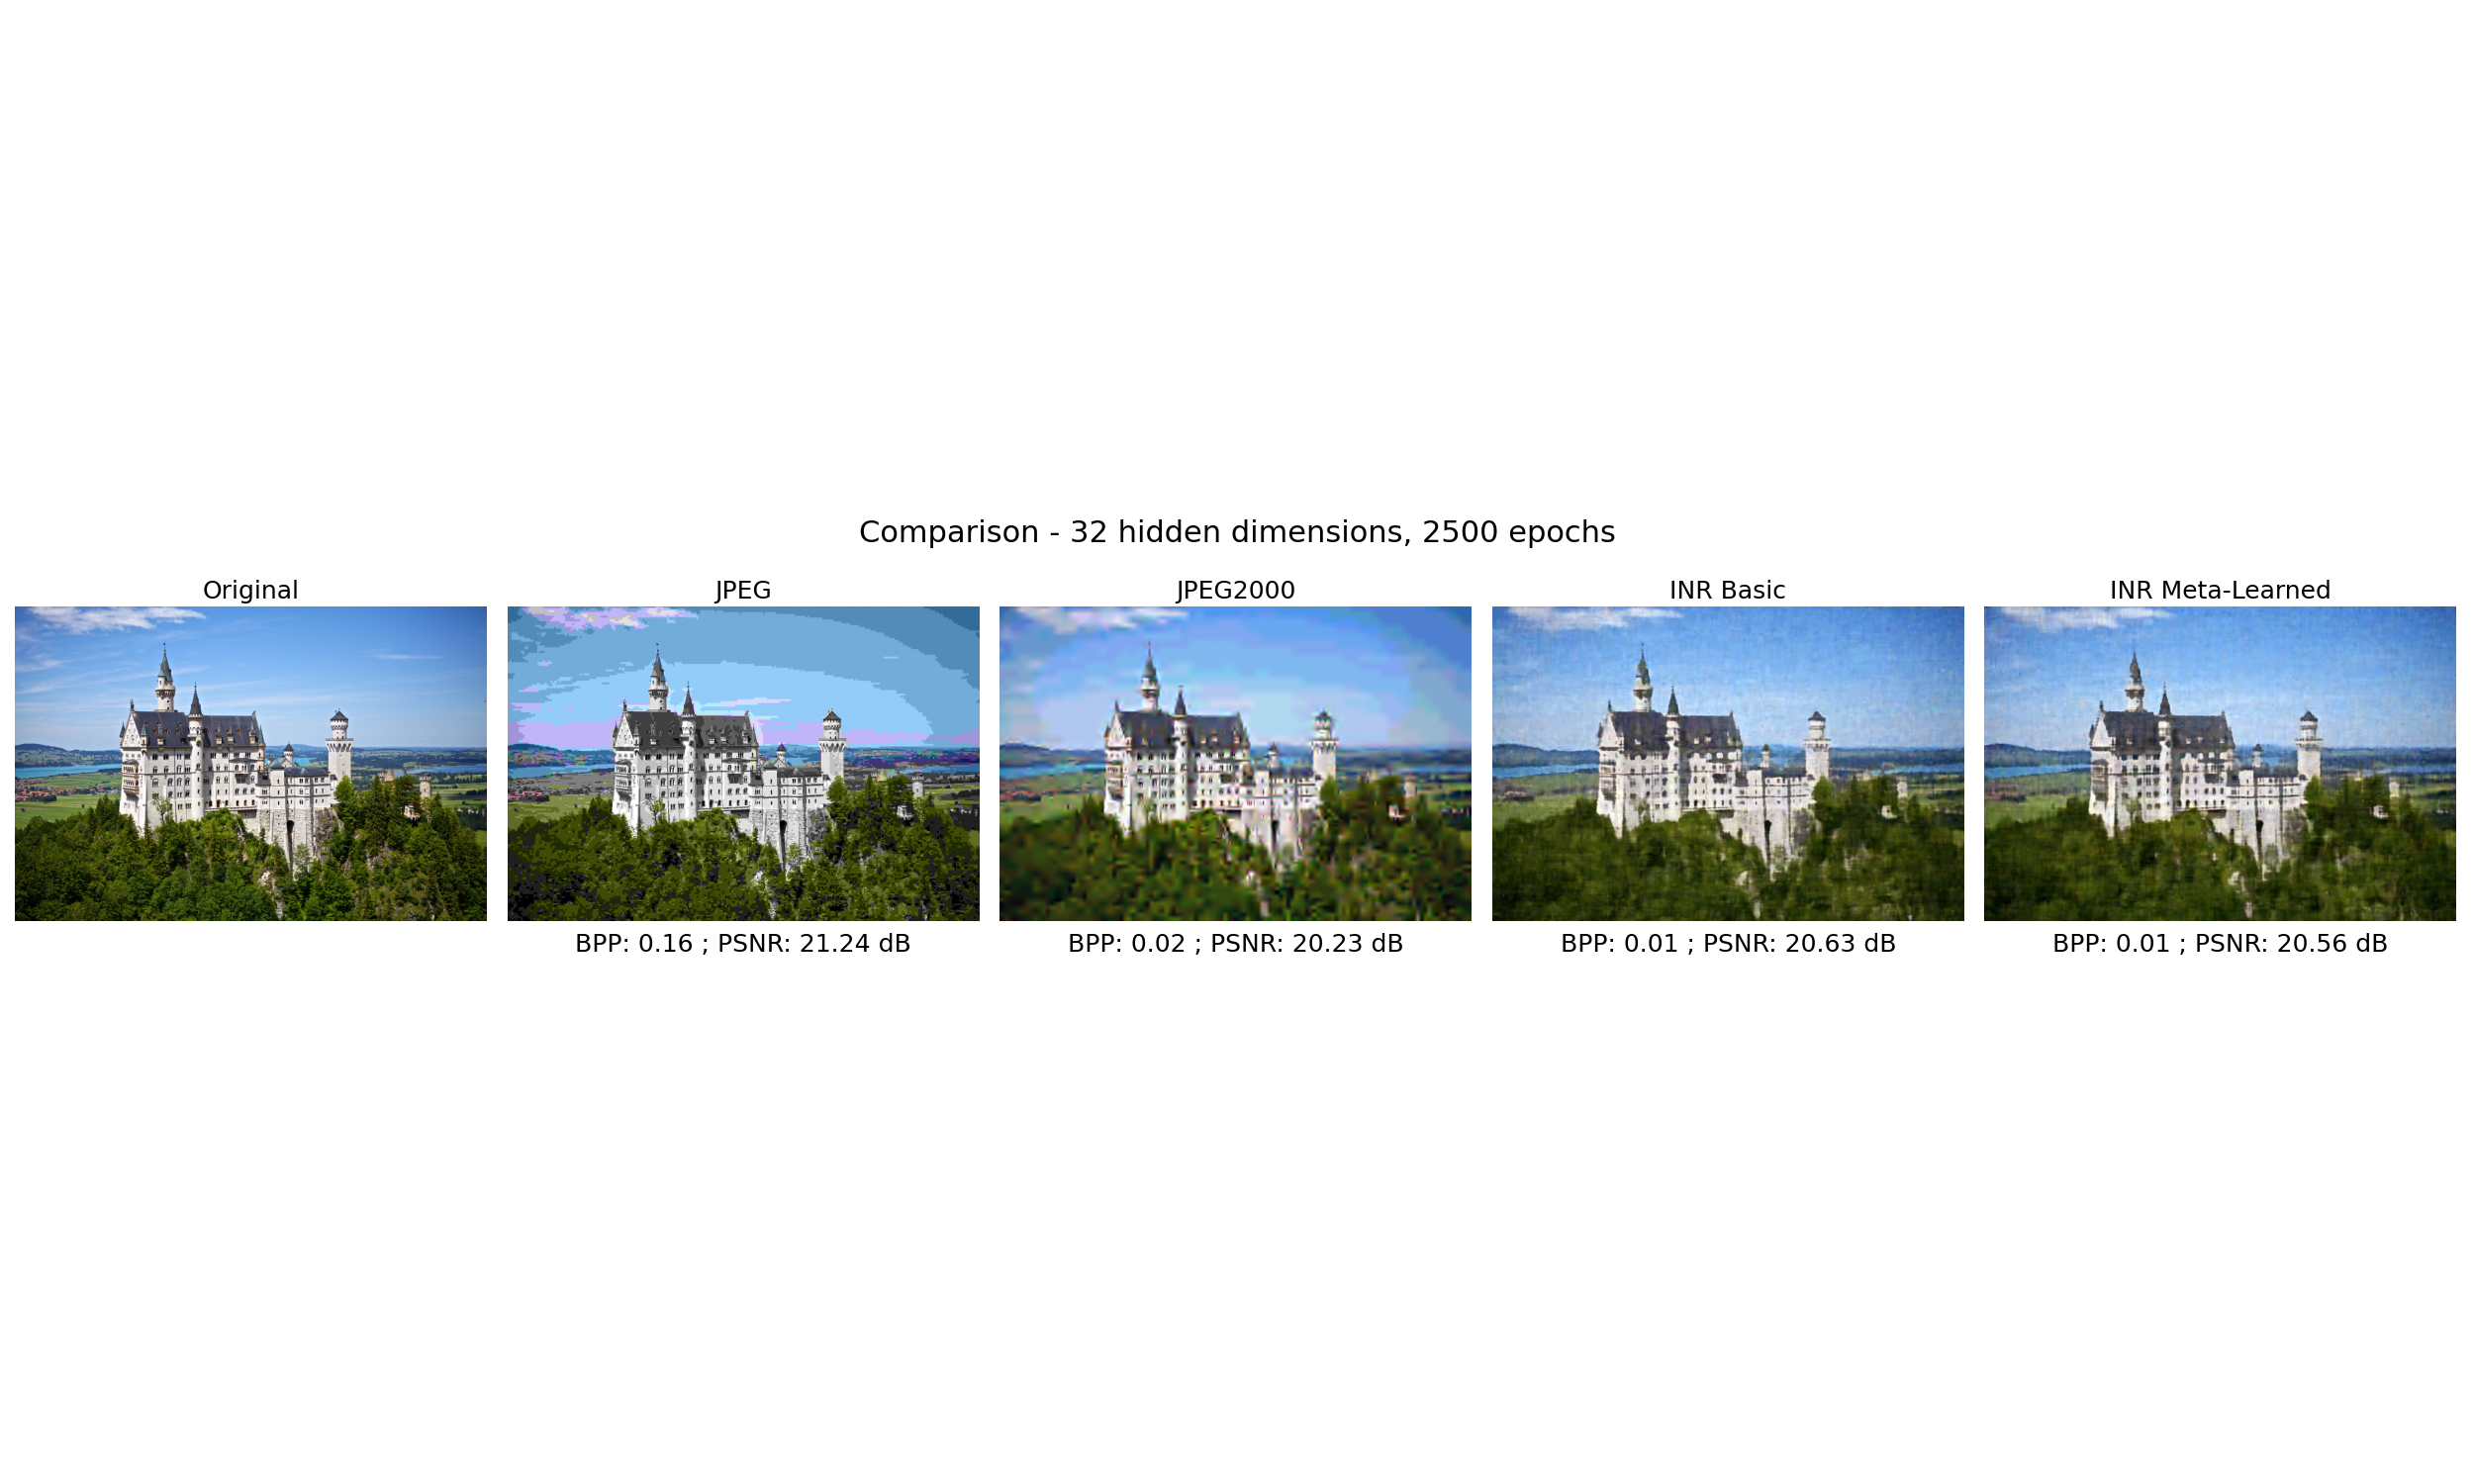 Comparison - 32 hidden dimensions, 2500 epochs
Original
JPEG
JPEG2000
INR Basic
INR Meta-Learned
BPP: 0.16 ; PSNR: 21.24 dB
BPP: 0.02 ; PSNR: 20.23 dB
BPP: 0.01 ; PSNR: 20.63 dB
BPP: 0.01 ; PSNR: 20.56 dB